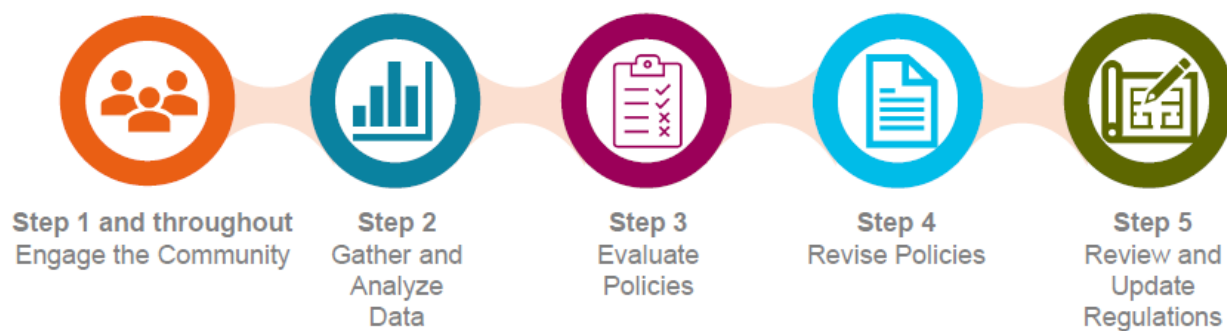 Step 1 and throughout
Engage the Community
Step 2
Gather and
Analyze
Data
Step 3
Evaluate
Policies
Step 4
Revise Policies
Step 5
Review and
Update
Regulations